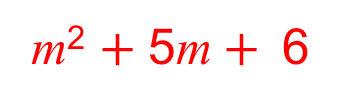 m² + 5m + 6